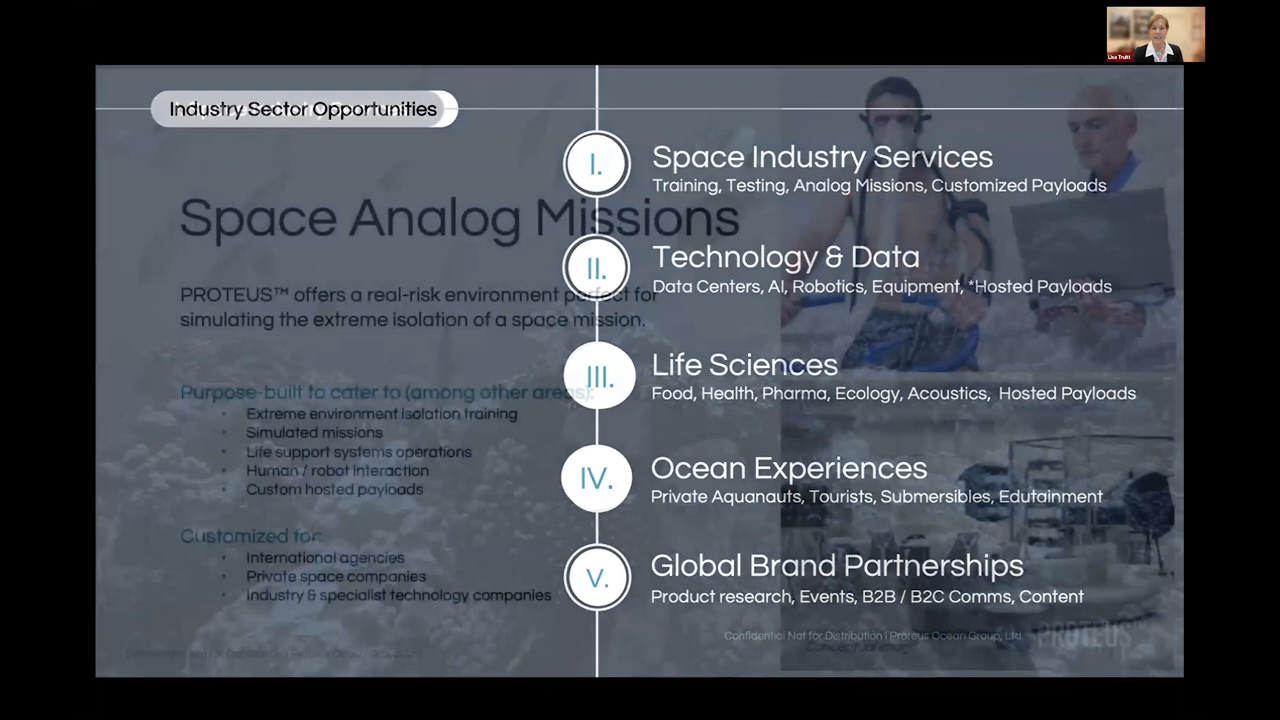 Lisa Truitt
Industry Sector Opportunities
I.
Space Industry Services
Training, Testing, Analog Missions, Customized Payloads
II.
Technology & Data
Data Centers, AI, Robotics, Equipment, *Hosted Payloads
III.
Life Sciences
Food, Health, Pharma, Ecology, Acoustics, Hosted Payloads
IV.
Ocean Experiences
Private Aquanauts, Tourists, Submersibles, Edutainment
V.
Global Brand Partnerships
Product research, Events, B2B / B2C Comms, Content
Space Analog Missions
PROTEUS™ offers a real-risk environment perfect for
simulating the extreme isolation of a space mission.
Purpose-built to cater to (among other areas):
• Extreme environment isolation training
• Simulated missions
• Life support systems operations
• Human / robot interaction
• Custom hosted payloads
Customized for:
• International agencies
• Private space companies
• Industry & specialist technology companies
Confidential Not for Distribution | Proteus Ocean Group, Ltd.
PROTEUS
Conceptual image